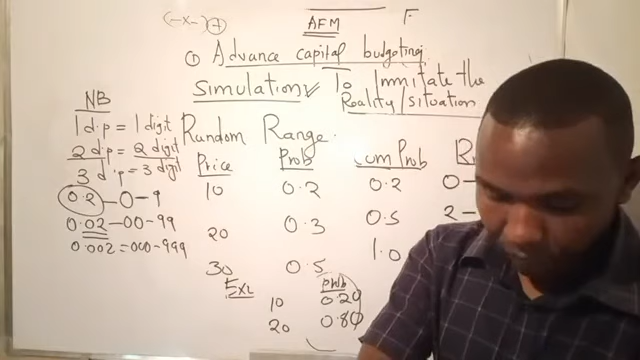 (-x-) +
AFM
F
① Advance capital budgeting
Simulation To Immitate the
Reality/situation
NB
1 d.p = 1 digit
2 d.p = 2 digit
3 d.p = 3 digit
0.2 - 0 - 9
0.02 - 00 - 99
0.002 = 000 - 999
Random Range
Price Prob Cum Prob R
10 0.2 0.2 0 -
20 0.3 0.5 2 -
30 0.5 1.0
Ex2 prob
10 0.20
20 0.80